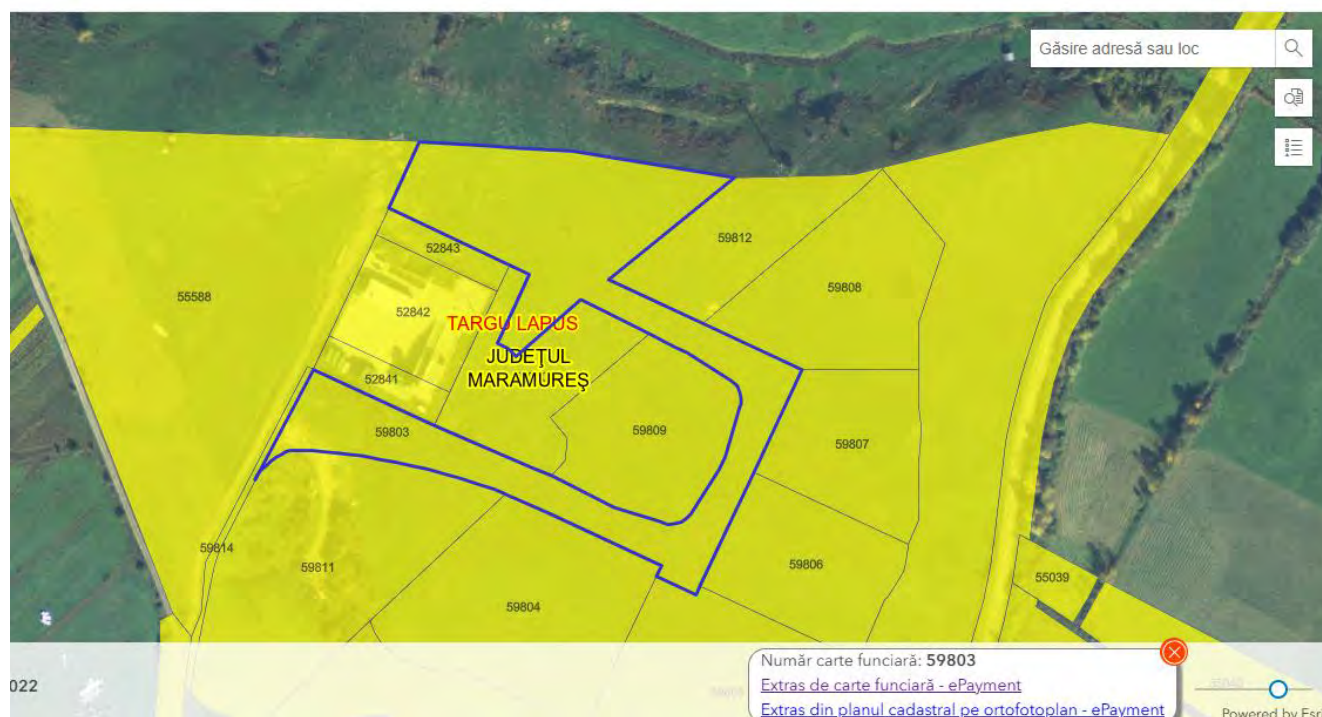 Găsire adresă sau loc
59812
52843
59808
55588
52842
TARGU LAPUS
JUDEŢUL
MARAMUREŞ
52841
59803
59809
59807
59814
59811
59806
55039
59804
Număr carte funciară: 59803
Extras de carte funciară - ePayment
022
Extras din planul cadastral pe ortofotoplan - ePayment
Powered by Esr